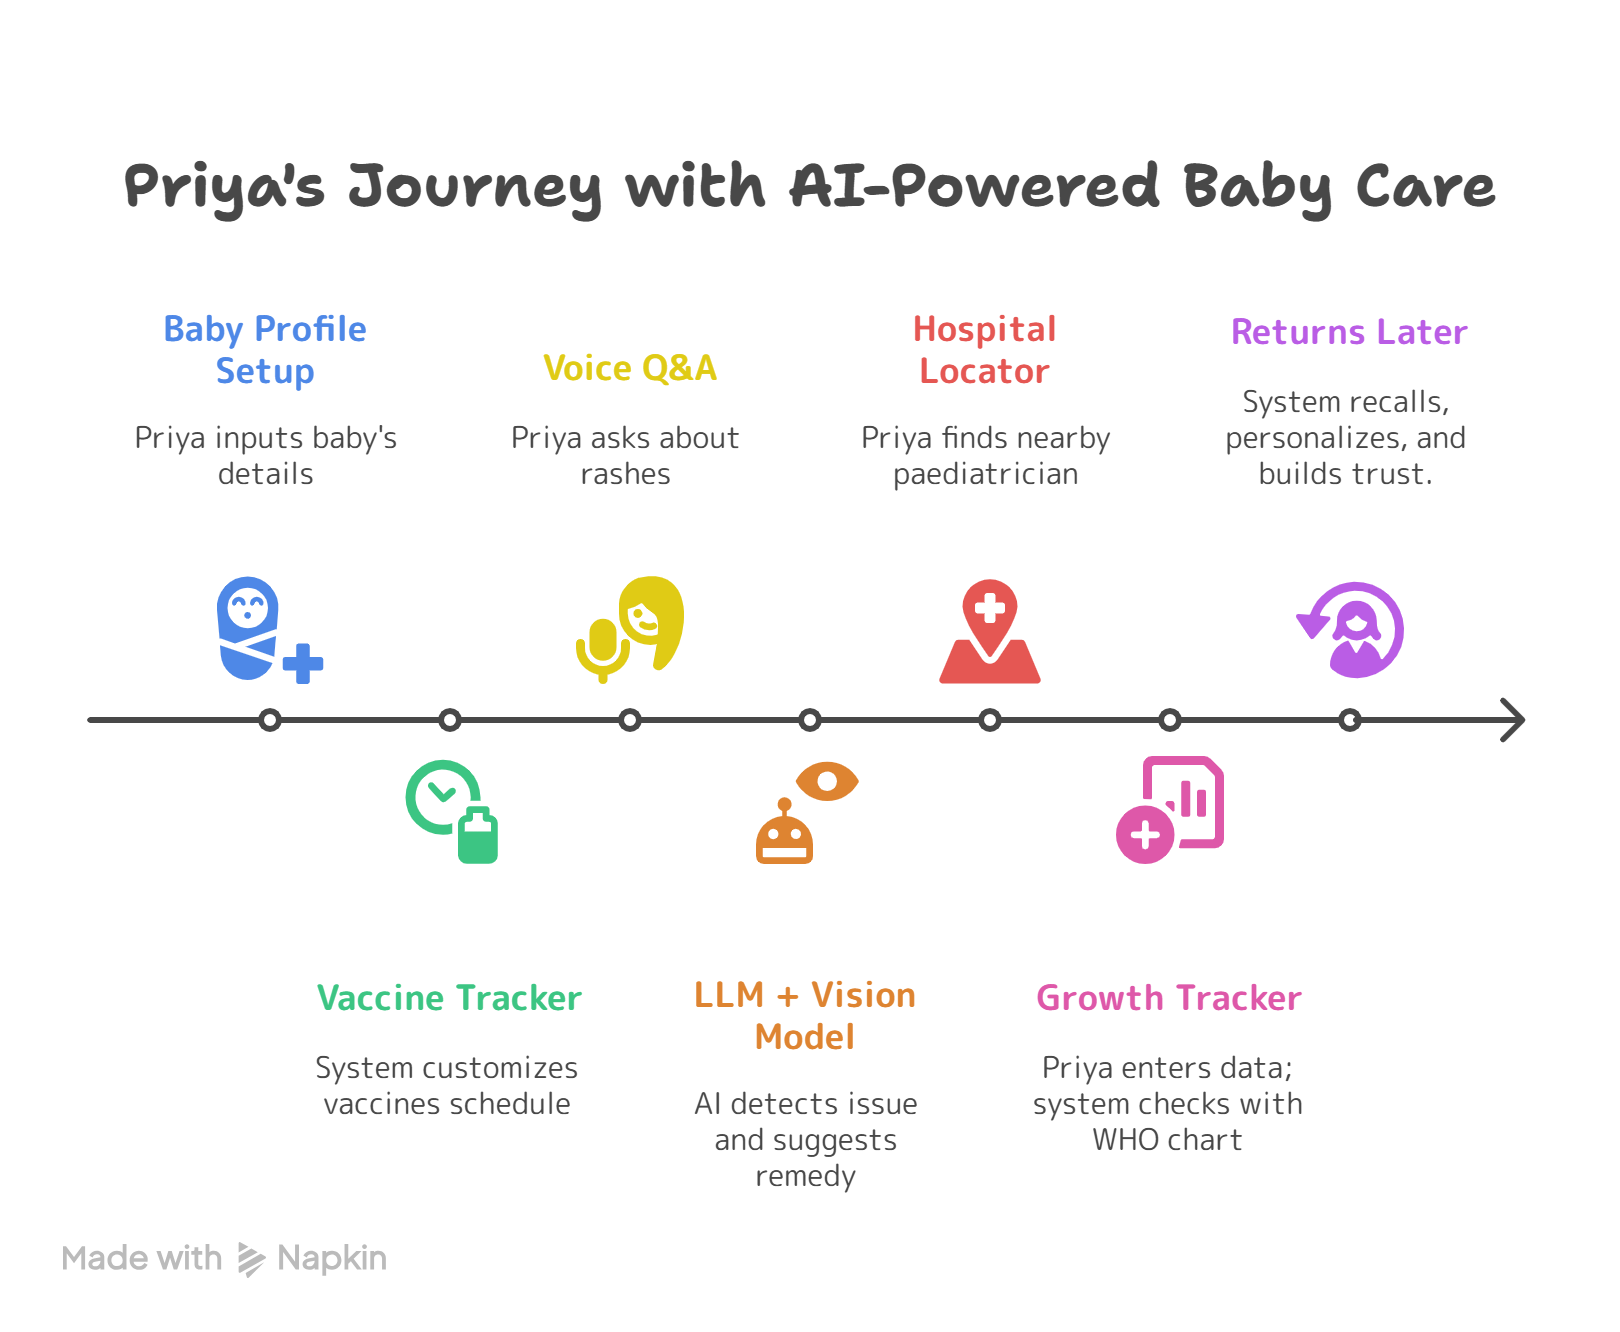 Priya's Journey with AI-Powered Baby Care
Baby Profile
Setup
Priya inputs baby's
details
Vaccine Tracker
System customizes
vaccines schedule
Voice Q&A
Priya asks about
rashes
LLM + Vision
Model
AI detects issue
and suggests
remedy
Hospital
Locator
Priya finds nearby
paediatrician
Growth Tracker
Priya enters data;
system checks with
WHO chart
Returns Later
System recalls,
personalizes, and
builds trust.
Made with Napkin